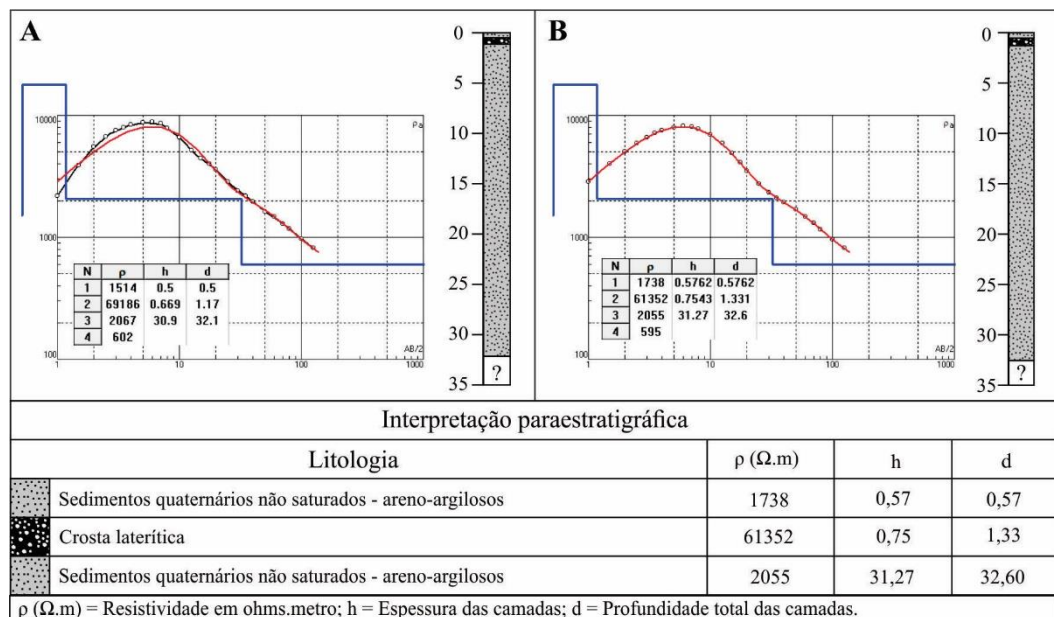 A
B
0
5
10
15
20
25
30
35
?
0
5
10
15
20
25
30
35
?
10000
1000
100
ρa
AB/2
1
10
100
1000
N ρ h d
1 1514 0.5 0.5
2 69186 0.669 1.17
3 2067 30.9 32.1
4 602
10000
1000
100
ρa
AB/2
1
10
100
1000
N ρ h d
1 1738 0.5762 0.5762
2 61352 0.7543 1.331
3 2055 31.27 32.6
4 595
Interpretação paraestratigráfica
Litologia ρ (Ω.m) h d
Sedimentos quaternários não saturados - areno-argilosos 1738 0,57 0,57
Crosta laterítica 61352 0,75 1,33
Sedimentos quaternários não saturados - areno-argilosos 2055 31,27 32,60
ρ (Ω.m) = Resistividade em ohms.metro; h = Espessura das camadas; d = Profundidade total das camadas.